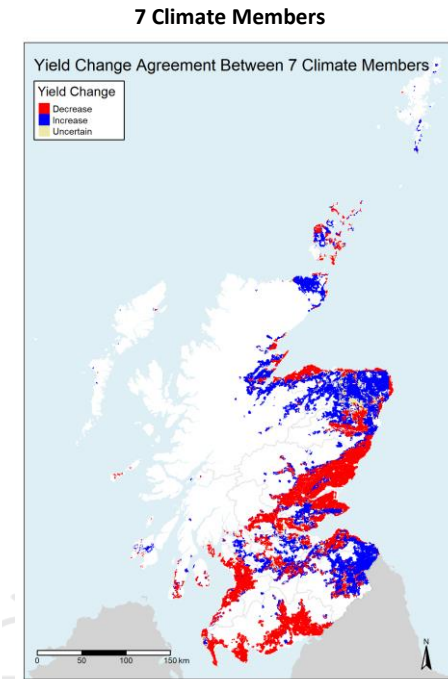 7 Climate Members
Yield Change Agreement Between 7 Climate Members
Yield Change
Decrease
Increase
Uncertain
N
0 50 100 150 km